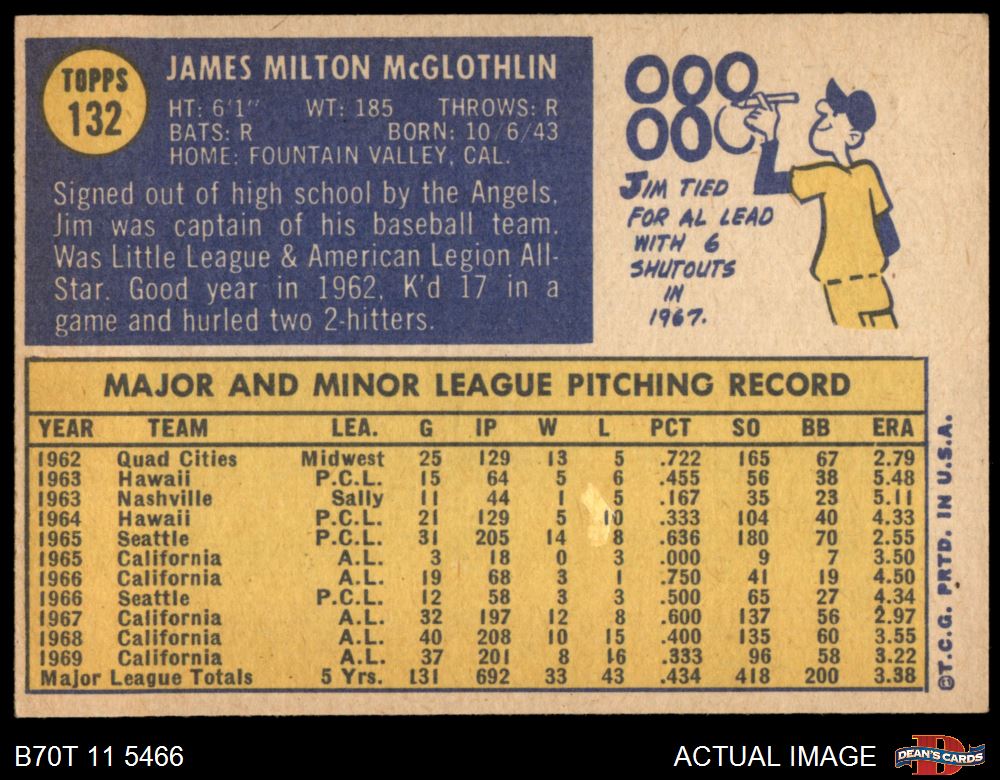 TOPPS
132
JAMES MILTON McGLOTHLIN
HT: 6'1" WT: 185 THROWS: R
BATS: R BORN: 10/6/43
HOME: FOUNTAIN VALLEY, CAL.
Signed out of high school by the Angels,
Jim was captain of his baseball team.
Was Little League & American Legion All-
Star. Good year in 1962, K'd 17 in a
game and hurled two 2-hitters.
000
000
JIM TIED
FOR AL LEAD
WITH 6
SHUTOUTS
IN
1967.
MAJOR AND MINOR LEAGUE PITCHING RECORD
YEAR TEAM LEA. G IP W L PCT SO BB ERA
1962 Quad Cities Midwest 25 129 13 5 .722 165 67 2.79
1963 Hawaii P.C.L. 15 64 5 6 .455 56 38 5.48
1963 Nashville Sally 11 44 1 5 .167 35 23 5.11
1964 Hawaii P.C.L. 21 129 5 10 .333 104 40 4.33
1965 Seattle P.C.L. 31 205 14 8 .636 180 70 2.55
1965 California A.L. 3 18 0 3 .000 9 7 3.50
1966 California A.L. 19 68 3 1 .750 41 19 4.50
1966 Seattle P.C.L. 12 58 3 3 .500 65 27 4.34
1967 California A.L. 32 197 12 8 .600 137 56 2.97
1968 California A.L. 40 208 10 15 .400 135 60 3.55
1969 California A.L. 37 201 8 16 .333 96 58 3.22
Major League Totals 5 Yrs. 131 692 33 43 .434 418 200 3.38
©T.C.G. PRTD. IN U.S.A.
B70T 11 5466
ACTUAL IMAGE
D
DEAN'S CARDS